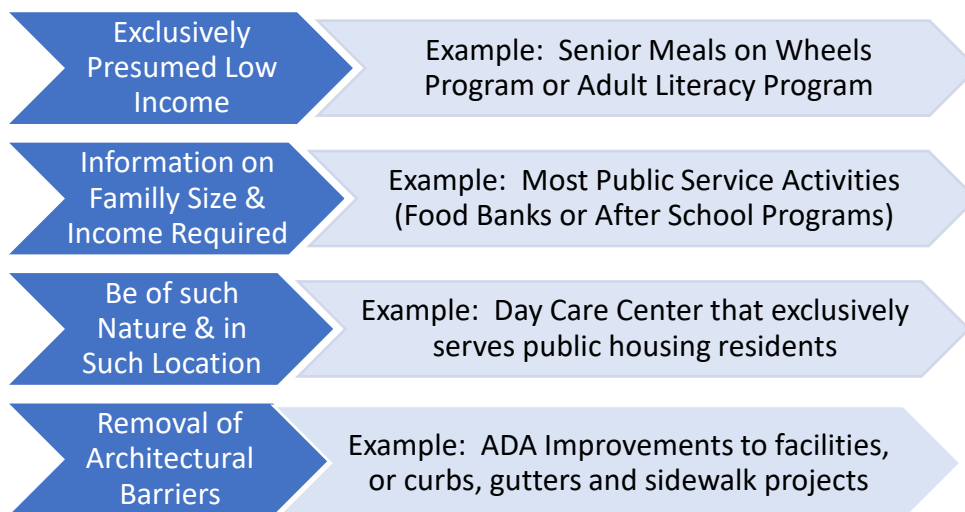 Exclusively
Presumed Low
Income
Example: Senior Meals on Wheels
Program or Adult Literacy Program
Information on
Familly Size &
Income Required
Example: Most Public Service Activities
(Food Banks or After School Programs)
Be of such
Nature & in
Such Location
Example: Day Care Center that exclusively
serves public housing residents
Removal of
Architectural
Barriers
Example: ADA Improvements to facilities,
or curbs, gutters and sidewalk projects